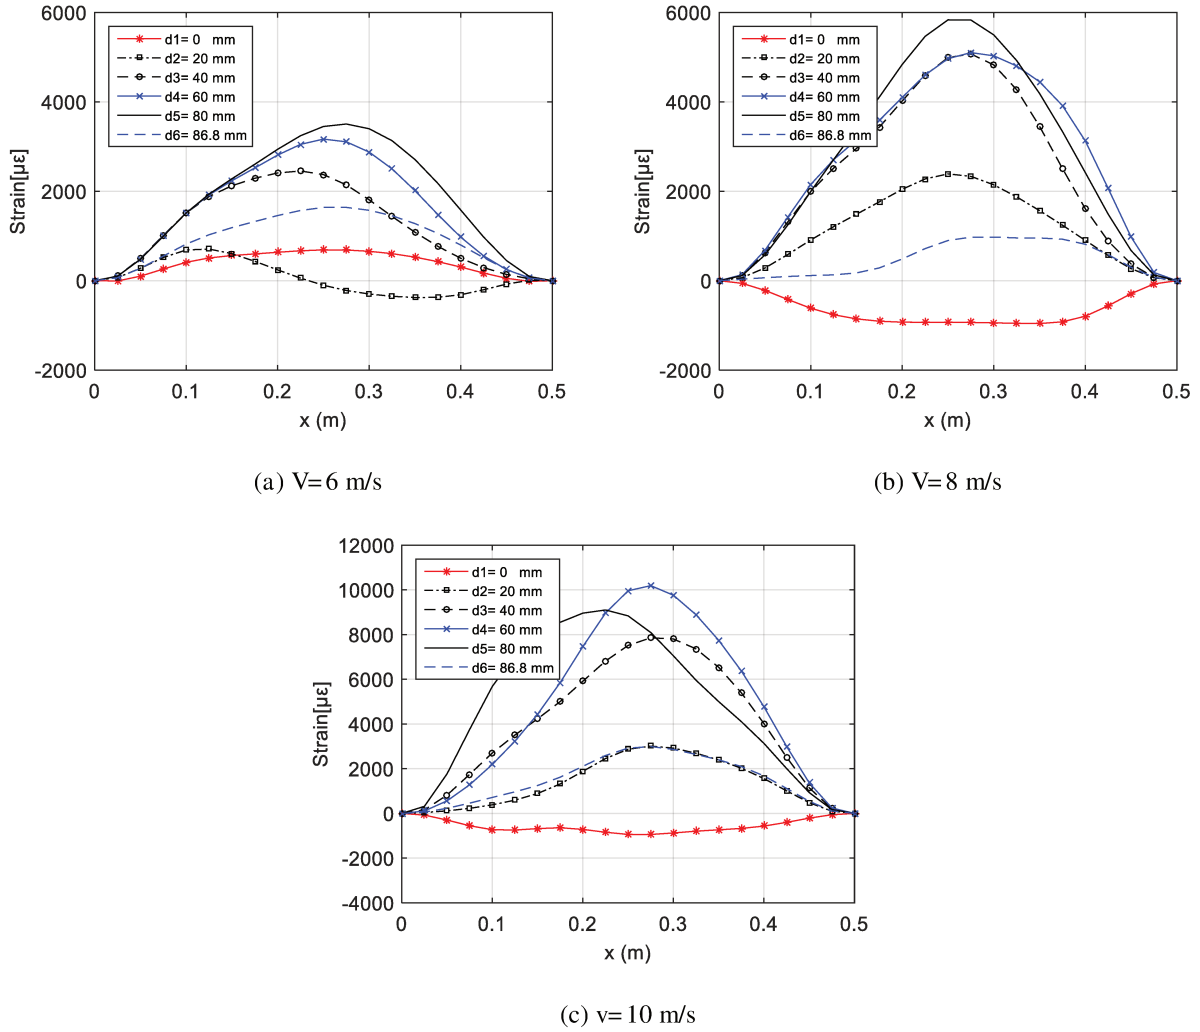 6000
4000
2000
0
-2000
Strain[με]
d1= 0 mm
d2= 20 mm
d3= 40 mm
d4= 60 mm
d5= 80 mm
d6= 86.8 mm
0 0.1 0.2 0.3 0.4 0.5
x (m)
(a) V=6 m/s
6000
4000
2000
0
-2000
Strain[με]
d1= 0 mm
d2= 20 mm
d3= 40 mm
d4= 60 mm
d5= 80 mm
d6= 86.8 mm
0 0.1 0.2 0.3 0.4 0.5
x (m)
(b) V=8 m/s
12000
10000
8000
6000
4000
2000
0
-2000
-4000
Strain[με]
d1= 0 mm
d2= 20 mm
d3= 40 mm
d4= 60 mm
d5= 80 mm
d6= 86.8 mm
0 0.1 0.2 0.3 0.4 0.5
x (m)
(c) v=10 m/s